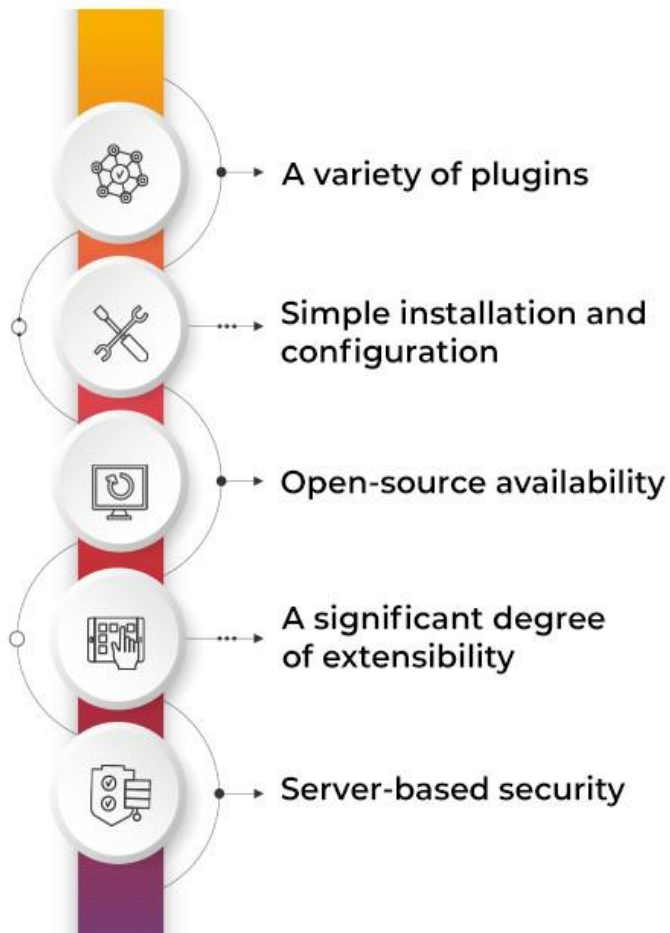 A variety of plugins
Simple installation and
configuration
Open-source availability
A significant degree
of extensibility
Server-based security